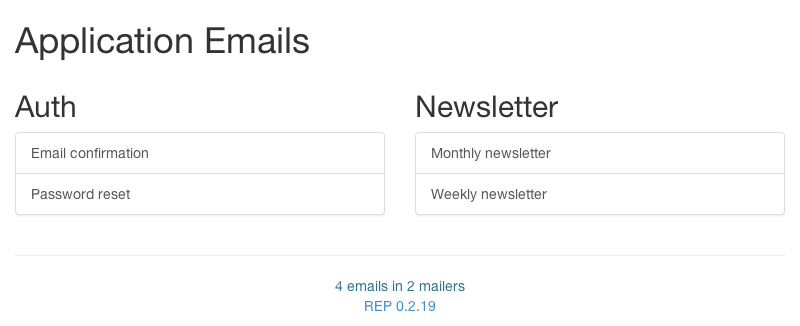 Application Emails
Auth
Email confirmation
Password reset
Newsletter
Monthly newsletter
Weekly newsletter
4 emails in 2 mailers
REP 0.2.19